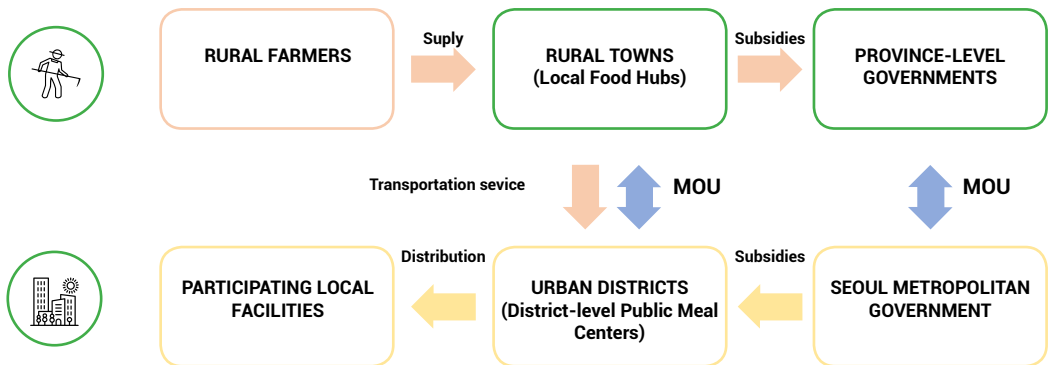 RURAL FARMERS
Suply
RURAL TOWNS
(Local Food Hubs)
Subsidies
PROVINCE-LEVEL
GOVERNMENTS
Transportation sevice
MOU
MOU
PARTICIPATING LOCAL
FACILITIES
Distribution
URBAN DISTRICTS
(District-level Public Meal
Centers)
Subsidies
SEOUL METROPOLITAN
GOVERNMENT